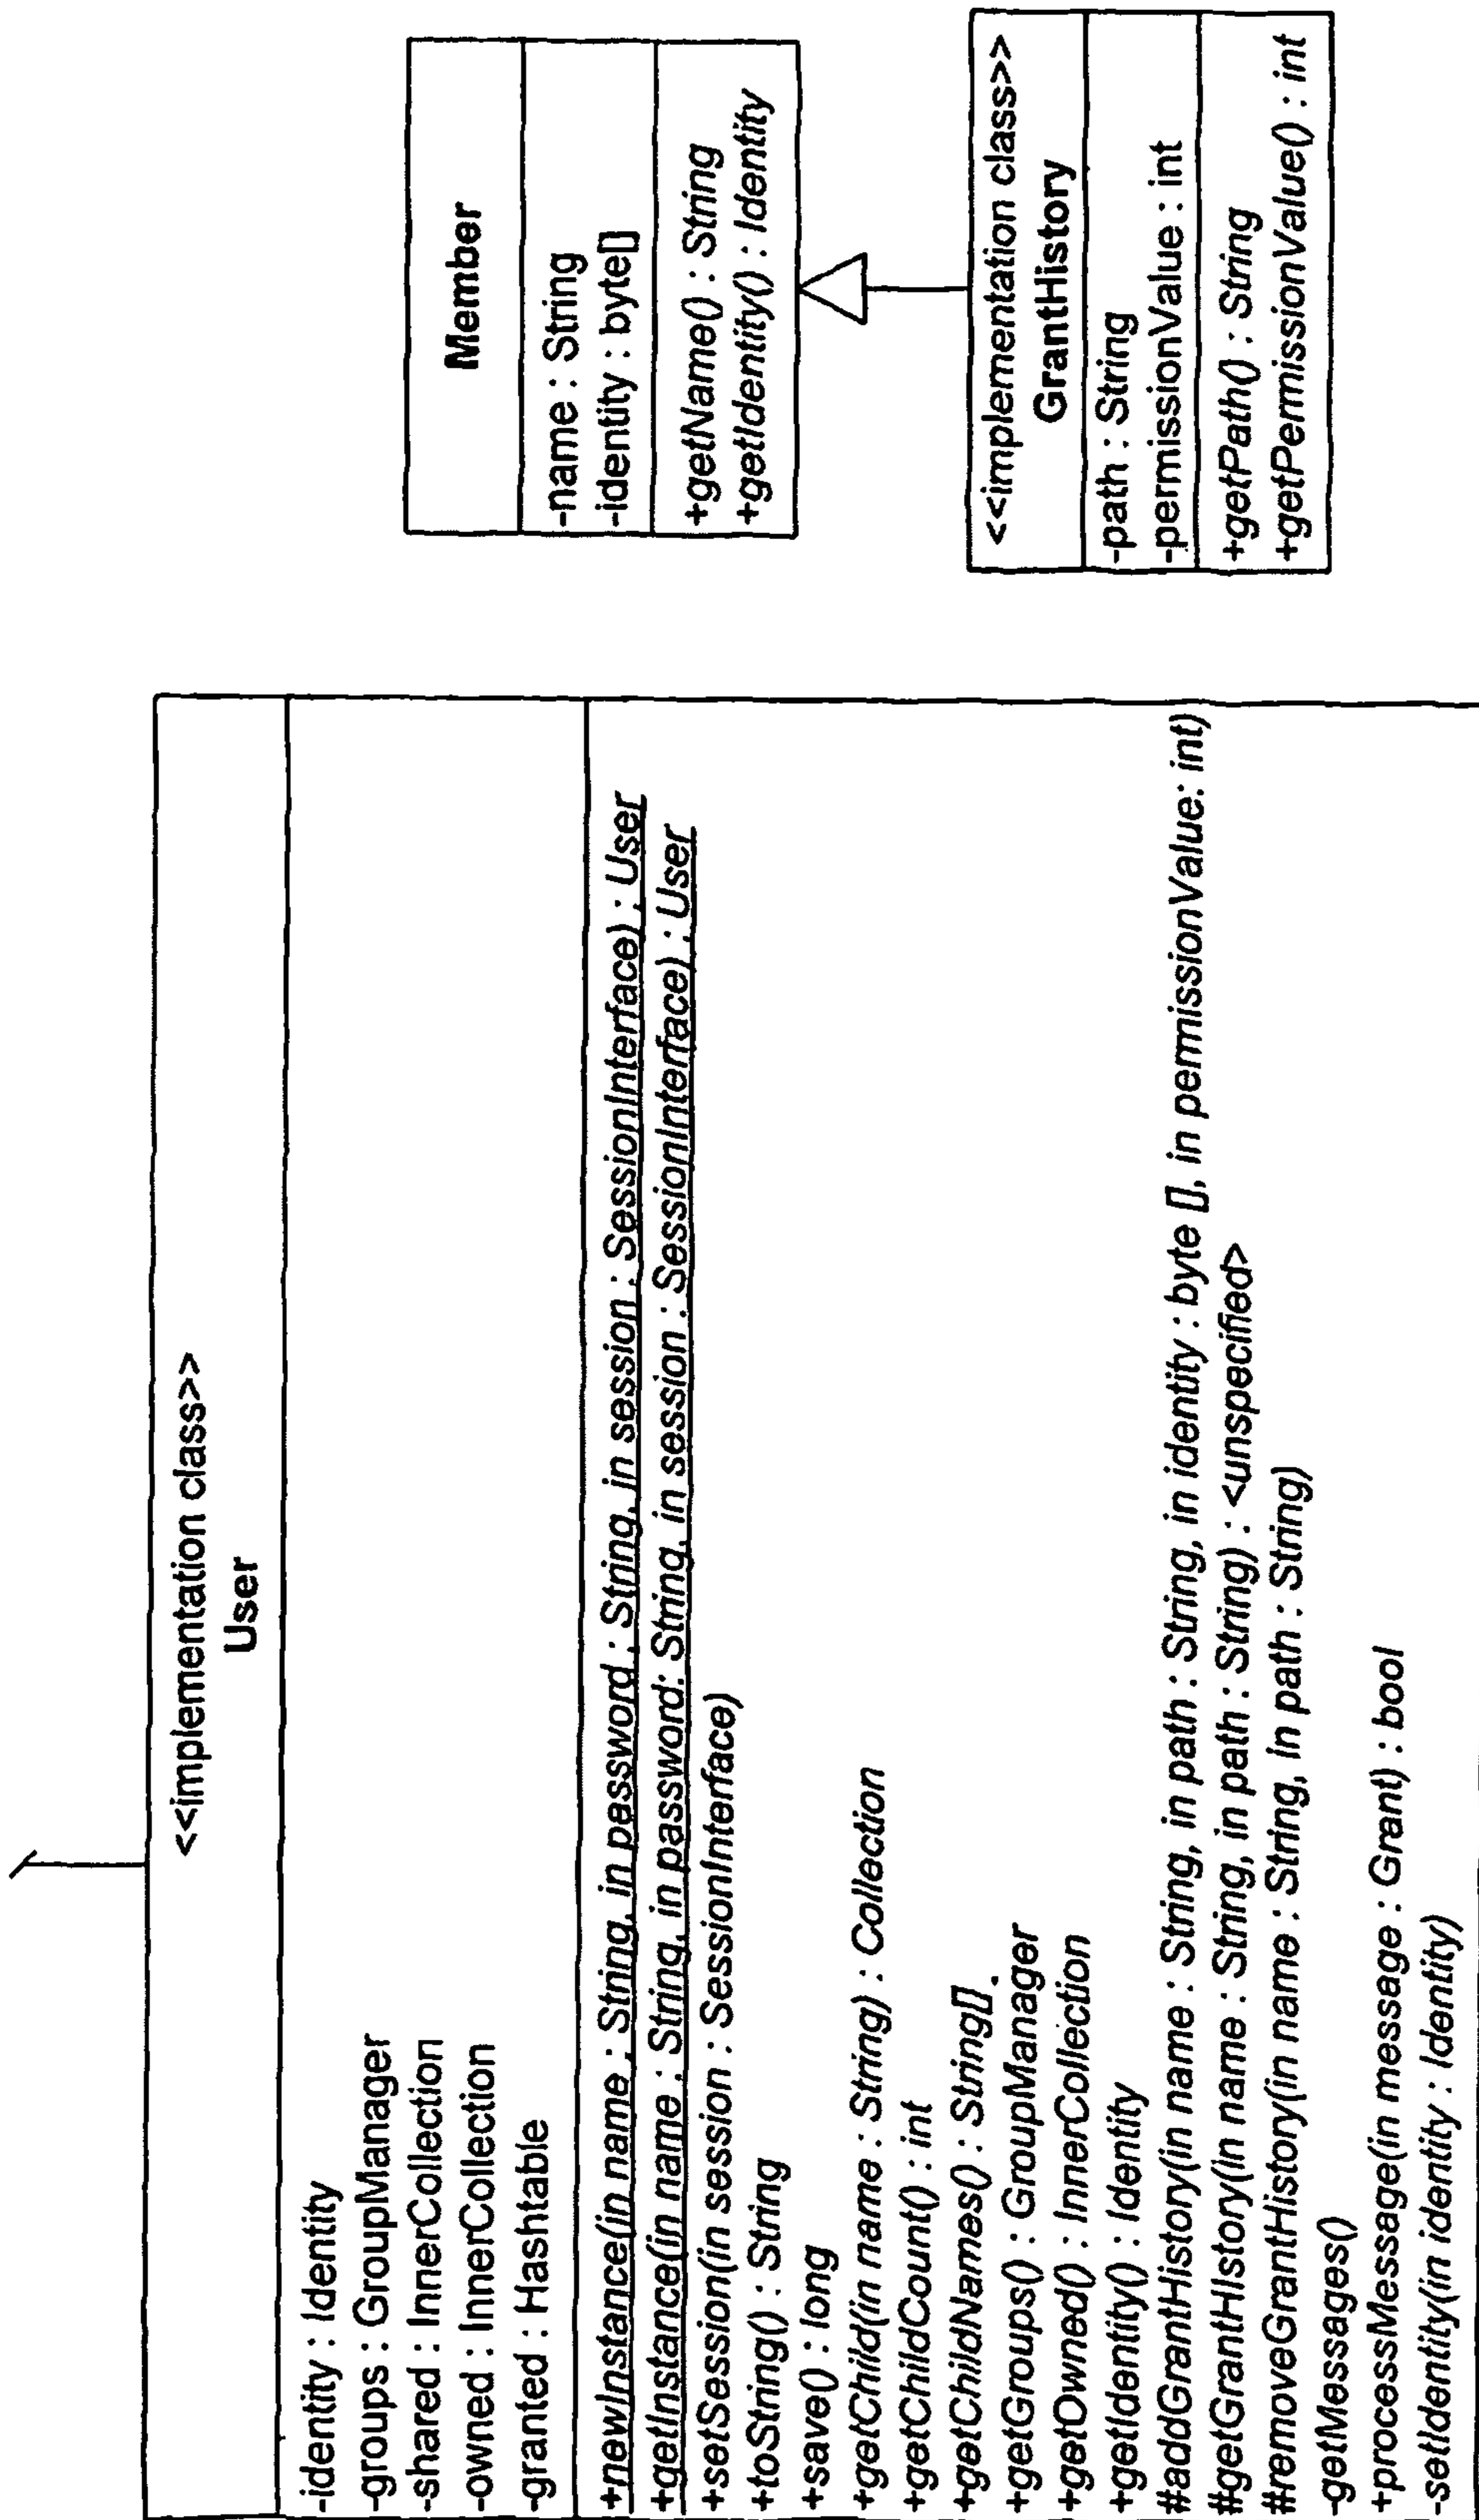 <<implementation class>>
User
-identity : Identity
-groups : GroupManager
-shared : InnerCollection
-owned : InnerCollection
-granted : Hashtable
+newInstance(in name : String, in password : String, in session : SessionInterface) : User
+getInstance(in name : String, in password: String, in session : SessionInterface) : User
+setSession(in session : SessionInterface)
+toString() : String
+save() : long
+getChild(in name : String) : Collection
+getChildCount() : int
+getChildNames() : String[]
+getGroups() : GroupManager
+getOwned() : InnerCollection
+getIdentity() : Identity
#addGrantHistory(in name : String, in path : String, in identity : byte [], in permissionValue: int)
#getGrantHistory(in name : String, in path : String) : <unspecified>
#removeGrantHistory(in name : String, in path : String)
-getMessages()
+processMessage(in message : Grant) : bool
-setIdentity(in identity : Identity)
Member
-name : String
-identity : byte[]
+getName() : String
+getIdentity() : Identity
<<implementation class>>
GrantHistory
-path : String
-permissionValue : int
+getPath() : String
+getPemissionValue() : int